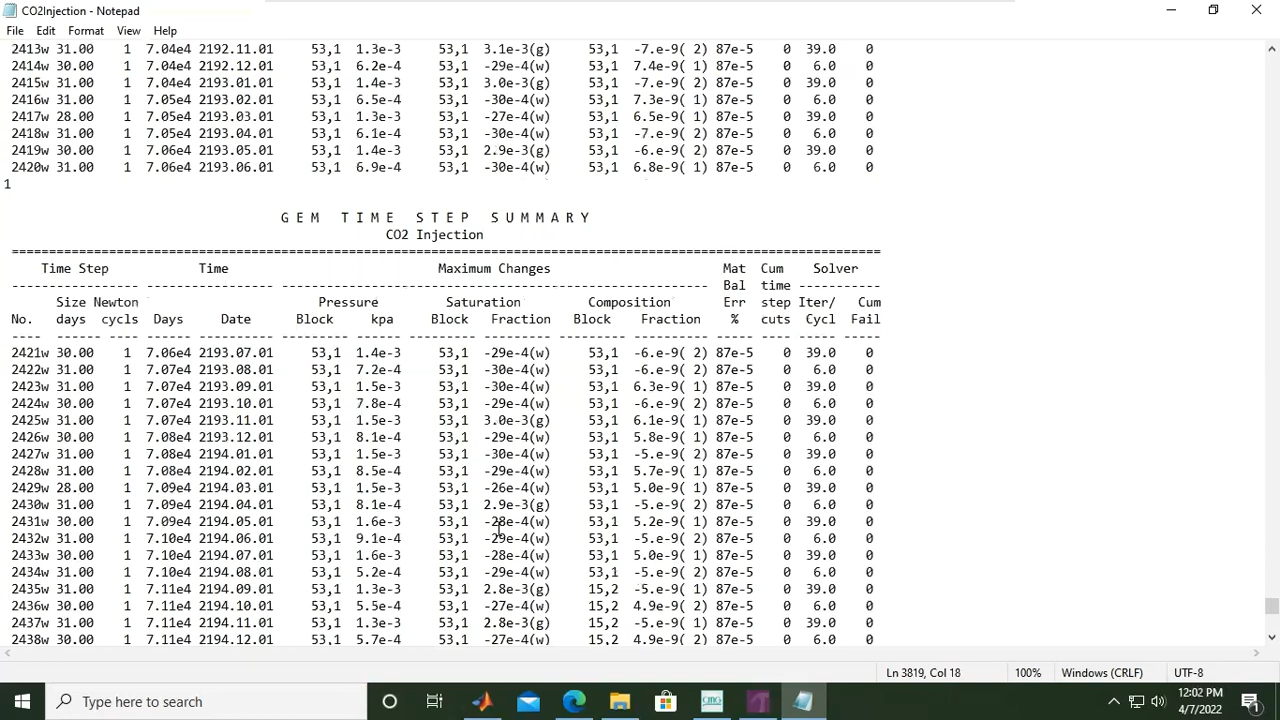 CO2Injection - Notepad
File Edit Format View Help
2413w 31.00 1 7.04e4 2192.11.01 53,1 1.3e-3 53,1 3.1e-3(g) 53,1 -7.e-9( 2) 87e-5 0 39.0 0
2414w 30.00 1 7.04e4 2192.12.01 53,1 6.2e-4 53,1 -29e-4(w) 53,1 7.4e-9( 1) 87e-5 0 6.0 0
2415w 31.00 1 7.04e4 2193.01.01 53,1 1.4e-3 53,1 3.0e-3(g) 53,1 -7.e-9( 2) 87e-5 0 39.0 0
2416w 31.00 1 7.05e4 2193.02.01 53,1 6.5e-4 53,1 -30e-4(w) 53,1 7.3e-9( 1) 87e-5 0 6.0 0
2417w 28.00 1 7.05e4 2193.03.01 53,1 1.3e-3 53,1 -27e-4(w) 53,1 6.5e-9( 1) 87e-5 0 39.0 0
2418w 31.00 1 7.05e4 2193.04.01 53,1 6.1e-4 53,1 -30e-4(w) 53,1 -7.e-9( 2) 87e-5 0 6.0 0
2419w 30.00 1 7.06e4 2193.05.01 53,1 1.4e-3 53,1 2.9e-3(g) 53,1 -6.e-9( 2) 87e-5 0 39.0 0
2420w 31.00 1 7.06e4 2193.06.01 53,1 6.9e-4 53,1 -30e-4(w) 53,1 6.8e-9( 1) 87e-5 0 6.0 0
1
G E M T I M E S T E P S U M M A R Y
CO2 Injection
Time Step Time Maximum Changes Mat Cum Solver
Bal time
Size Newton Pressure Saturation Composition Err step Iter/ Cum
No. days cycls Days Date Block kpa Block Fraction Block Fraction % cuts Cycl Fail
2421w 30.00 1 7.06e4 2193.07.01 53,1 1.4e-3 53,1 -29e-4(w) 53,1 -6.e-9( 2) 87e-5 0 39.0 0
2422w 31.00 1 7.07e4 2193.08.01 53,1 7.2e-4 53,1 -30e-4(w) 53,1 -6.e-9( 2) 87e-5 0 6.0 0
2423w 31.00 1 7.07e4 2193.09.01 53,1 1.5e-3 53,1 -30e-4(w) 53,1 6.3e-9( 1) 87e-5 0 39.0 0
2424w 30.00 1 7.07e4 2193.10.01 53,1 7.8e-4 53,1 -29e-4(w) 53,1 -6.e-9( 2) 87e-5 0 6.0 0
2425w 31.00 1 7.07e4 2193.11.01 53,1 1.5e-3 53,1 3.0e-3(g) 53,1 6.1e-9( 1) 87e-5 0 39.0 0
2426w 30.00 1 7.08e4 2193.12.01 53,1 8.1e-4 53,1 -29e-4(w) 53,1 5.8e-9( 1) 87e-5 0 6.0 0
2427w 31.00 1 7.08e4 2194.01.01 53,1 1.5e-3 53,1 -30e-4(w) 53,1 -5.e-9( 2) 87e-5 0 39.0 0
2428w 31.00 1 7.08e4 2194.02.01 53,1 8.5e-4 53,1 -29e-4(w) 53,1 5.7e-9( 1) 87e-5 0 6.0 0
2429w 28.00 1 7.09e4 2194.03.01 53,1 1.5e-3 53,1 -26e-4(w) 53,1 5.0e-9( 1) 87e-5 0 39.0 0
2430w 31.00 1 7.09e4 2194.04.01 53,1 8.1e-4 53,1 2.9e-3(g) 53,1 -5.e-9( 2) 87e-5 0 6.0 0
2431w 30.00 1 7.09e4 2194.05.01 53,1 1.6e-3 53,1 -28e-4(w) 53,1 5.2e-9( 1) 87e-5 0 39.0 0
2432w 31.00 1 7.10e4 2194.06.01 53,1 9.1e-4 53,1 -29e-4(w) 53,1 -5.e-9( 2) 87e-5 0 6.0 0
2433w 30.00 1 7.10e4 2194.07.01 53,1 1.6e-3 53,1 -28e-4(w) 53,1 5.0e-9( 1) 87e-5 0 39.0 0
2434w 31.00 1 7.10e4 2194.08.01 53,1 5.2e-4 53,1 -29e-4(w) 53,1 -5.e-9( 2) 87e-5 0 6.0 0
2435w 31.00 1 7.11e4 2194.09.01 53,1 1.3e-3 53,1 2.8e-3(g) 15,2 -5.e-9( 1) 87e-5 0 39.0 0
2436w 30.00 1 7.11e4 2194.10.01 53,1 5.5e-4 53,1 -27e-4(w) 15,2 4.9e-9( 2) 87e-5 0 6.0 0
2437w 31.00 1 7.11e4 2194.11.01 53,1 1.3e-3 53,1 2.8e-3(g) 15,2 -5.e-9( 1) 87e-5 0 39.0 0
2438w 30.00 1 7.11e4 2194.12.01 53,1 5.7e-4 53,1 -27e-4(w) 15,2 4.9e-9( 2) 87e-5 0 6.0 0
Ln 3819, Col 18 100% Windows (CRLF) UTF-8
Type here to search
12:02 PM
4/7/2022